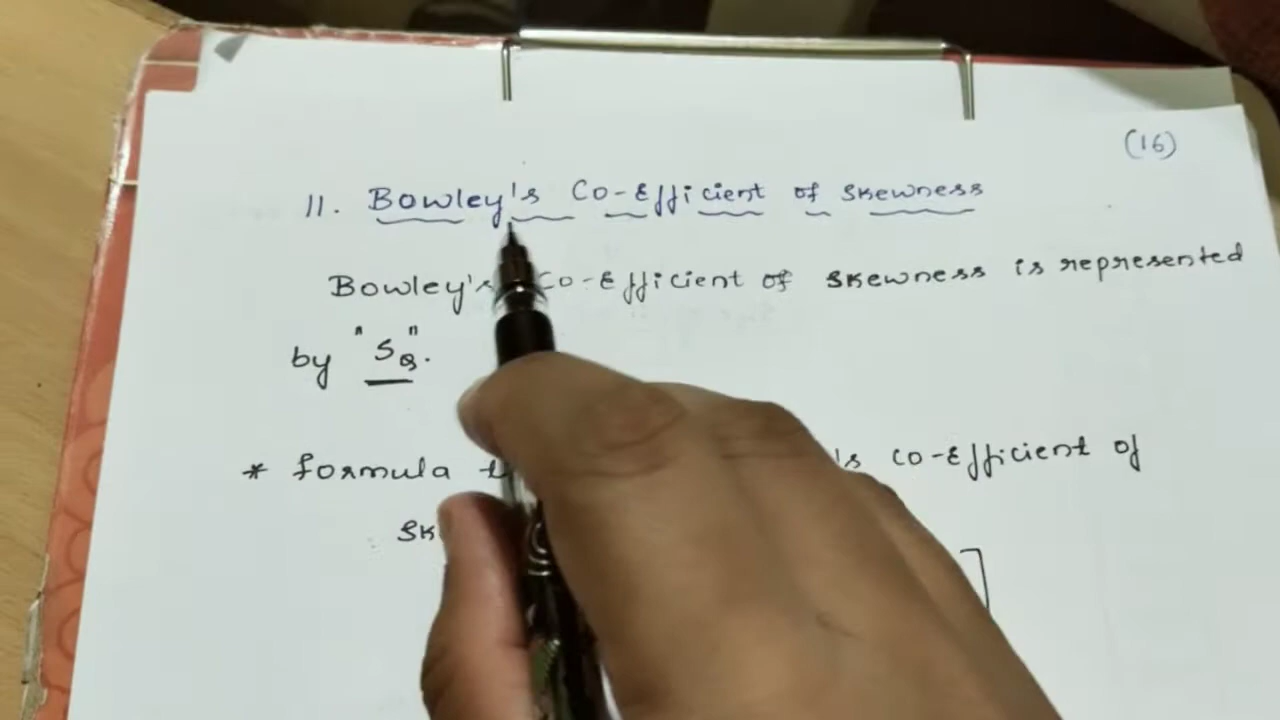 (16)
11. Bowley's Co-Efficient of Skewness
Bowley's Co-Efficient of Skewness is represented
by "SQ".
* formula Co-Efficient of